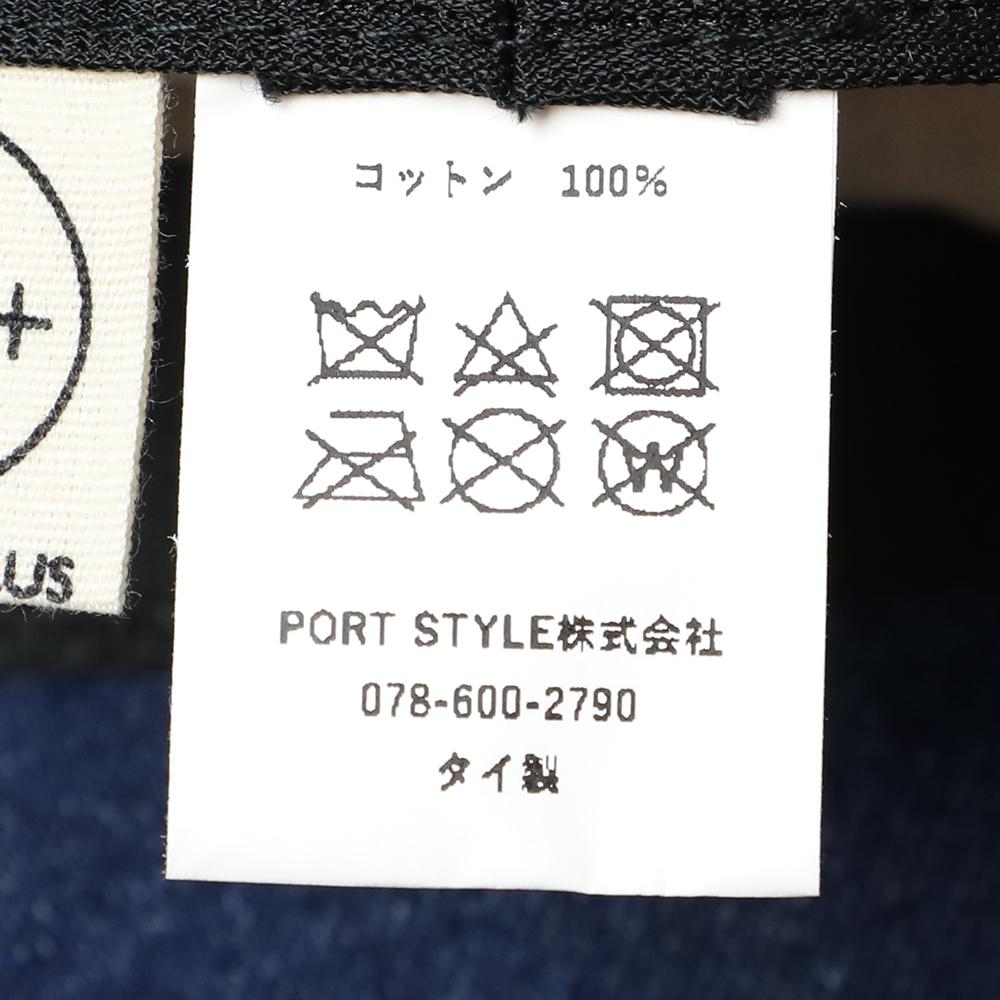 コットン 100%
W
PORT STYLE株式会社
078-600-2790
タイ製
+
LUS